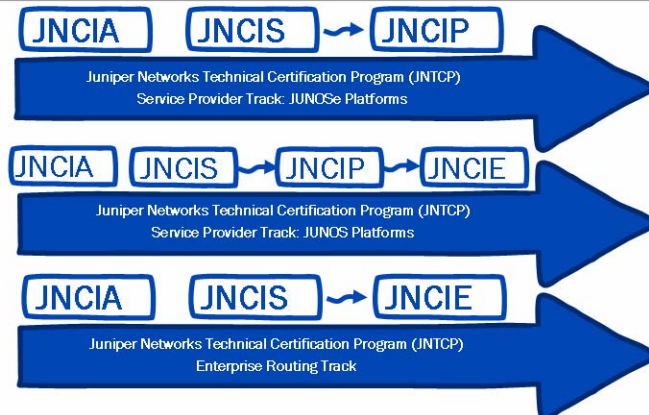 JNCIA JNCIS JNCIP
Juniper Networks Technical Certification Program (JNTCP)
Service Provider Track: JUNOSe Platforms
JNCIA JNCIS JNCIP JNCIE
Juniper Networks Technical Certification Program (JNTCP)
Service Provider Track: JUNOS Platforms
JNCIA JNCIS JNCIE
Juniper Networks Technical Certification Program (JNTCP)
Enterprise Routing Track